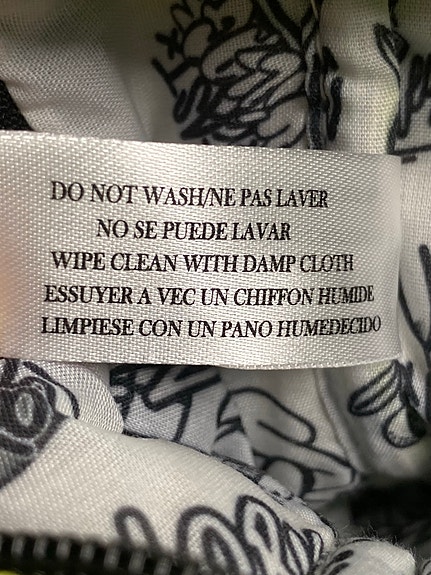 DO NOT WASH/NE PAS LAVER
NO SE PUEDE LAVAR
WIPE CLEAN WITH DAMP CLOTH
ESSUYER A VEC UN CHIFFON HUMIDE
LIMPIESE CON UN PANO HUMEDECIDO